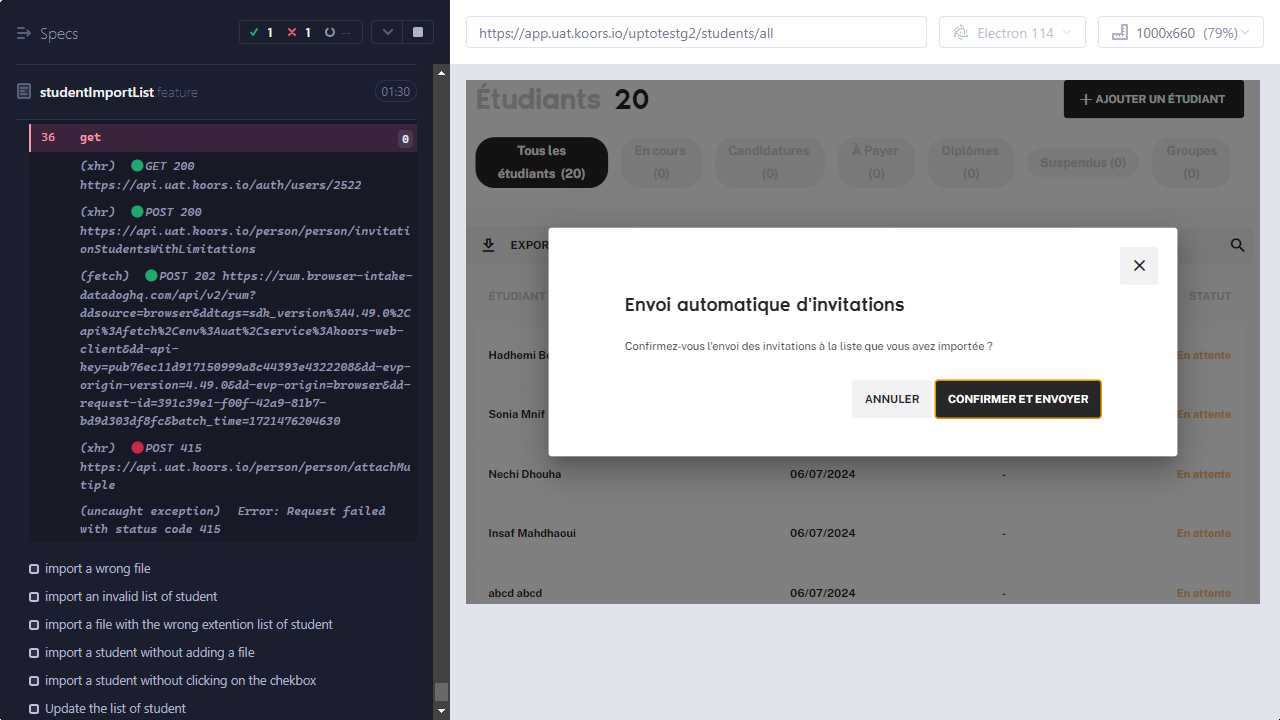 Specs
1
1
--
studentImportList.feature
01:30
36 get 0
(xhr) GET 200
https://api.uat.koors.io/auth/users/2522
(xhr) POST 200
https://api.uat.koors.io/person/person/invitati
onStudentsWithLimitations
(fetch) POST 202 https://rum.browser-intake-
datadoghq.com/api/v2/rum?
ddsource=browser&ddtags=sdk_version%3A4.49.0%2C
api%3Afetch%2Cenv%3Auat%2Cservice%3Akoors-web-
client&dd-api-
key=pub76ec11d917150999a8c44393e4322208&dd-evp-
origin-version=4.49.0&dd-evp-origin=browser&dd-
request-id=391c39e1-f00f-42a9-81b7-
bd9d303df8fc&batch_time=1721476204630
(xhr) POST 415
https://api.uat.koors.io/person/person/attachMu
tiple
(uncaught exception) Error: Request failed
with status code 415
import a wrong file
import an invalid list of student
import a file with the wrong extention list of student
import a student without adding a file
import a student without clicking on the chekbox
Update the list of student
https://app.uat.koors.io/uptotestg2/students/all
Electron 114
1000x660 (79%)
Étudiants 20
AJOUTER UN ÉTUDIANT
Tous les
étudiants (20)
En cours
(0)
Candidatures
(0)
À Payer
(0)
Diplômes
(0)
Suspendus (0)
Groupes
(0)
EXPOR
ÉTUDIANT
STATUT
Envoi automatique d'invitations
Confirmez-vous l'envoi des invitations à la liste que vous avez importée ?
ANNULER
CONFIRMER ET ENVOYER
Hadhemi Be
En attente
Sonia Mnif
En attente
Nechi Dhouha 06/07/2024 - En attente
Insaf Mahdhaoui 06/07/2024 - En attente
abcd abcd 06/07/2024 - En attente